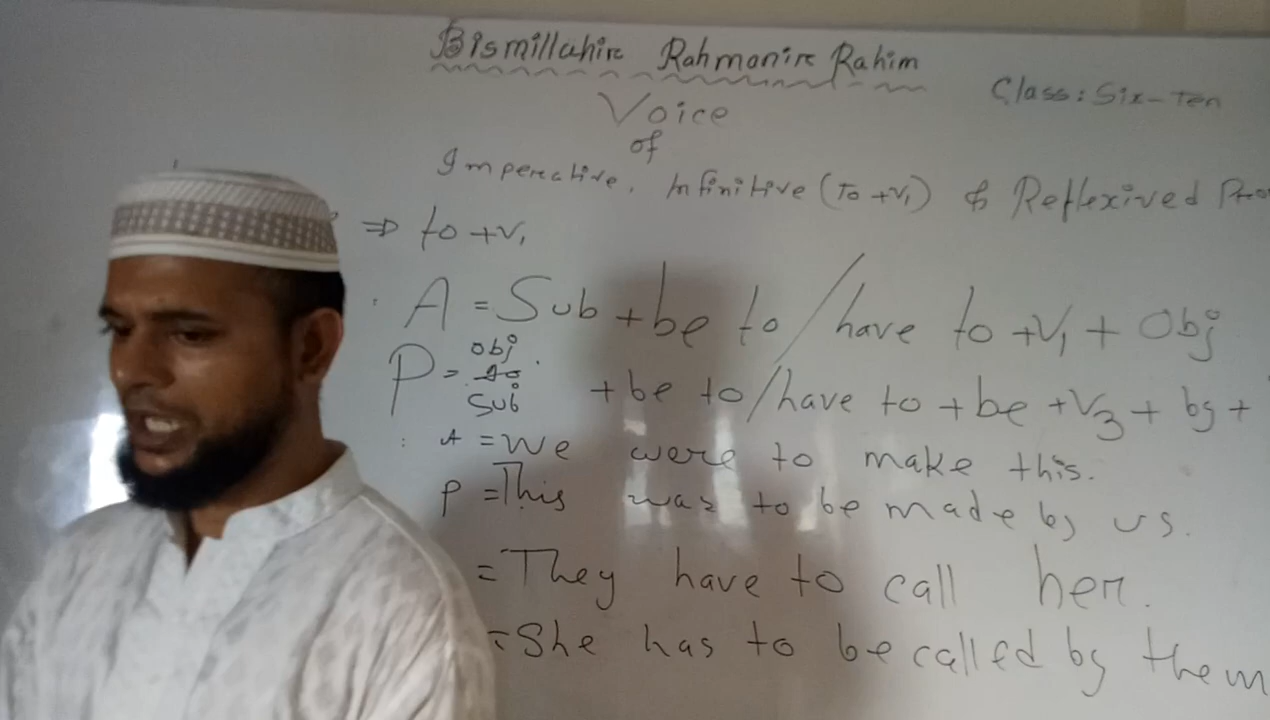 Bismillahir Rahmanir Rahim
Class: Six-Ten
Voice
of
Imperative, Infinitive (To +V₁) & Reflexived
⇒ to +V₁
A = Sub + be to / have to +V₁ + Obj
obj
P = Sub + be to/have to + be +V3 + by +
A = We were to make this.
P = This was to be made by us.
= They have to call her.
= She has to be called by them